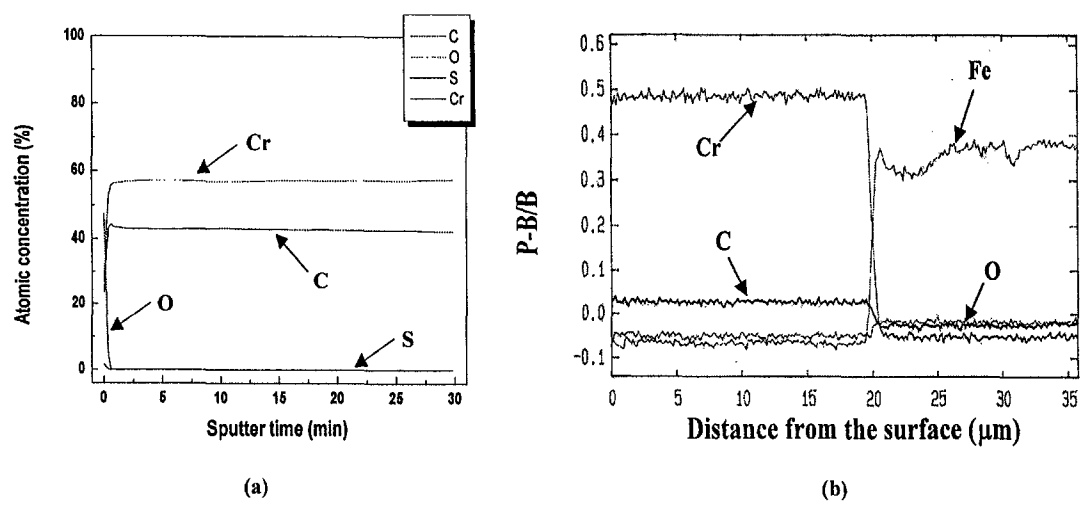 100
80
60
40
20
0
Atomic concentration (%)
C
O
S
Cr
Cr
C
O
S
0 5 10 15 20 25 30
Sputter time (min)
(a)
0.6
0.5
0.4
0.3
0.2
0.1
0.0
-0.1
P-B/B
Fe
Cr
C
O
0 5 10 15 20 25 30 35
Distance from the surface (μm)
(b)